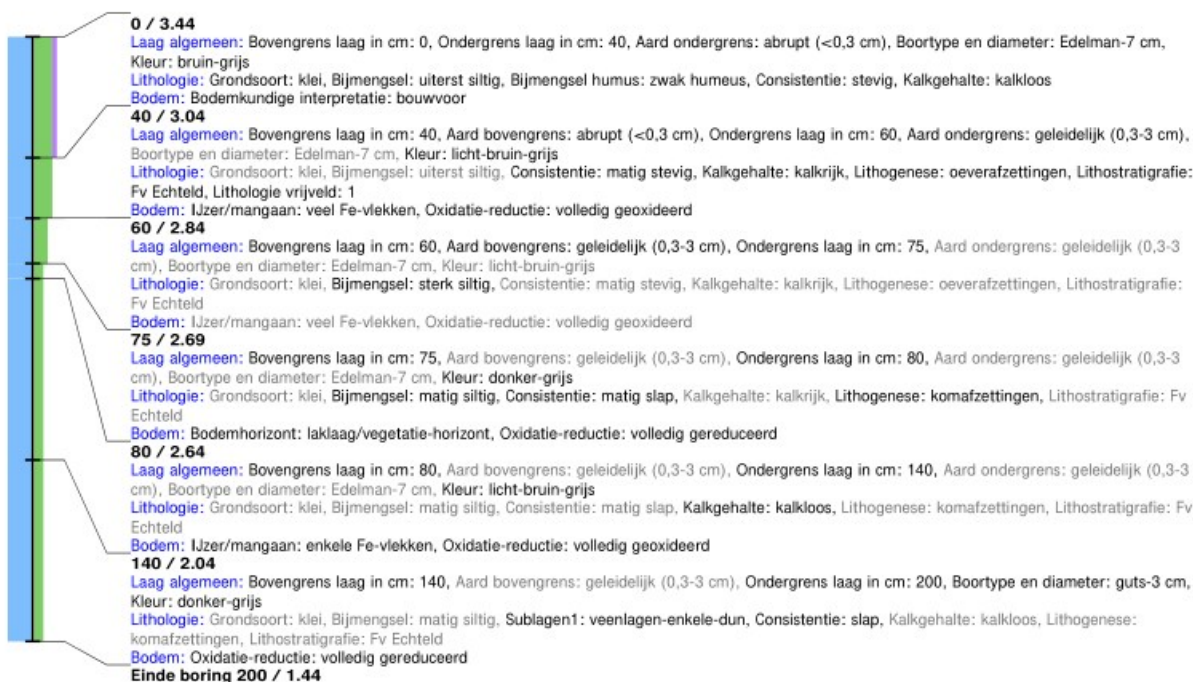 0 / 3.44
Laag algemeen: Bovengrens laag in cm: 0, Ondergrens laag in cm: 40, Aard ondergrens: abrupt (<0,3 cm), Boortype en diameter: Edelman-7 cm,
Kleur: bruin-grijs
Lithologie: Grondsoort: klei, Bijmengsel: uiterst siltig, Bijmengsel humus: zwak humeus, Consistentie: stevig, Kalkgehalte: kalkloos
Bodem: Bodemkundige interpretatie: bouwvoor
40 / 3.04
Laag algemeen: Bovengrens laag in cm: 40, Aard bovengrens: abrupt (<0,3 cm), Ondergrens laag in cm: 60, Aard ondergrens: geleidelijk (0,3-3 cm),
Boortype en diameter: Edelman-7 cm, Kleur: licht-bruin-grijs
Lithologie: Grondsoort: klei, Bijmengsel: uiterst siltig, Consistentie: matig stevig, Kalkgehalte: kalkrijk, Lithogenese: oeverafzettingen, Lithostratigrafie:
Fv Echteld, Lithologie vrijveld: 1
Bodem: IJzer/mangaan: veel Fe-vlekken, Oxidatie-reductie: volledig geoxideerd
60 / 2.84
Laag algemeen: Bovengrens laag in cm: 60, Aard bovengrens: geleidelijk (0,3-3 cm), Ondergrens laag in cm: 75, Aard ondergrens: geleidelijk (0,3-3
cm), Boortype en diameter: Edelman-7 cm, Kleur: licht-bruin-grijs
Lithologie: Grondsoort: klei, Bijmengsel: sterk siltig, Consistentie: matig stevig, Kalkgehalte: kalkrijk, Lithogenese: oeverafzettingen, Lithostratigrafie:
Fv Echteld
Bodem: IJzer/mangaan: veel Fe-vlekken, Oxidatie-reductie: volledig geoxideerd
75 / 2.69
Laag algemeen: Bovengrens laag in cm: 75, Aard bovengrens: geleidelijk (0,3-3 cm), Ondergrens laag in cm: 80, Aard ondergrens: geleidelijk (0,3-3
cm), Boortype en diameter: Edelman-7 cm, Kleur: donker-grijs
Lithologie: Grondsoort: klei, Bijmengsel: matig siltig, Consistentie: matig slap, Kalkgehalte: kalkrijk, Lithogenese: komafzettingen, Lithostratigrafie: Fv
Echteld
Bodem: Bodemhorizont: laklaag/vegetatie-horizont, Oxidatie-reductie: volledig gereduceerd
80 / 2.64
Laag algemeen: Bovengrens laag in cm: 80, Aard bovengrens: geleidelijk (0,3-3 cm), Ondergrens laag in cm: 140, Aard ondergrens: geleidelijk (0,3-3
cm), Boortype en diameter: Edelman-7 cm, Kleur: licht-bruin-grijs
Lithologie: Grondsoort: klei, Bijmengsel: matig siltig, Consistentie: matig slap, Kalkgehalte: kalkloos, Lithogenese: komafzettingen, Lithostratigrafie: Fv
Echteld
Bodem: IJzer/mangaan: enkele Fe-vlekken, Oxidatie-reductie: volledig geoxideerd
140 / 2.04
Laag algemeen: Bovengrens laag in cm: 140, Aard bovengrens: geleidelijk (0,3-3 cm), Ondergrens laag in cm: 200, Boortype en diameter: guts-3 cm,
Kleur: donker-grijs
Lithologie: Grondsoort: klei, Bijmengsel: matig siltig, Sublagen1: veenlagen-enkele-dun, Consistentie: slap, Kalkgehalte: kalkloos, Lithogenese:
komafzettingen, Lithostratigrafie: Fv Echteld
Bodem: Oxidatie-reductie: volledig gereduceerd
Einde boring 200 / 1.44